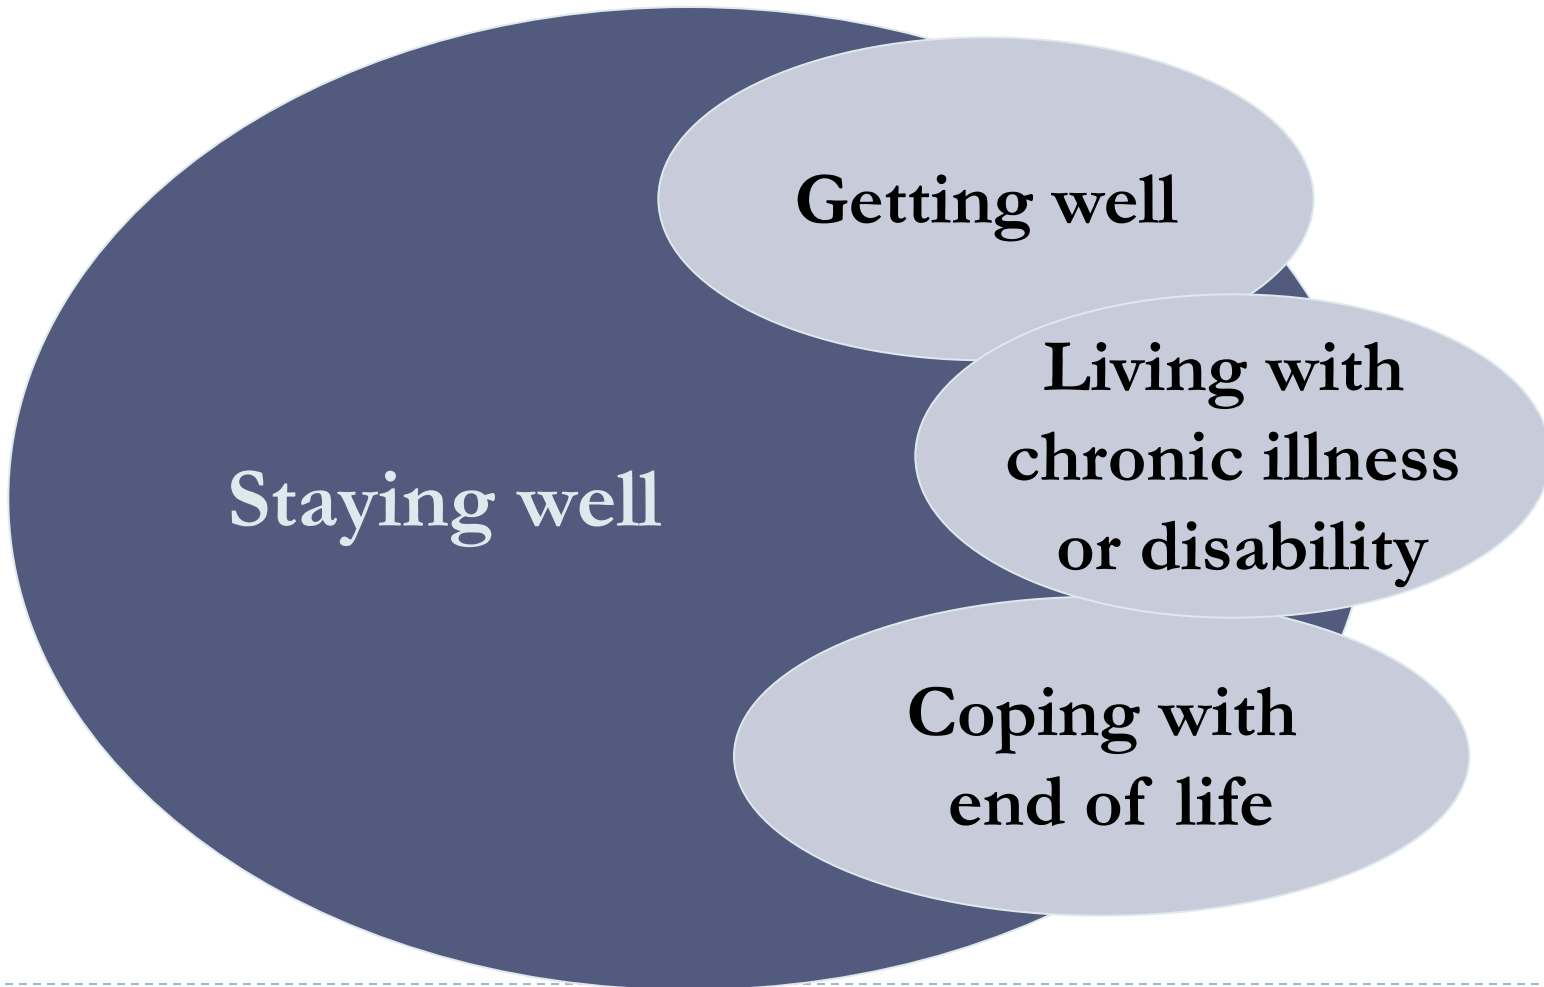 Getting well
Living with
chronic illness
or disability
Staying well
Coping with
end of life